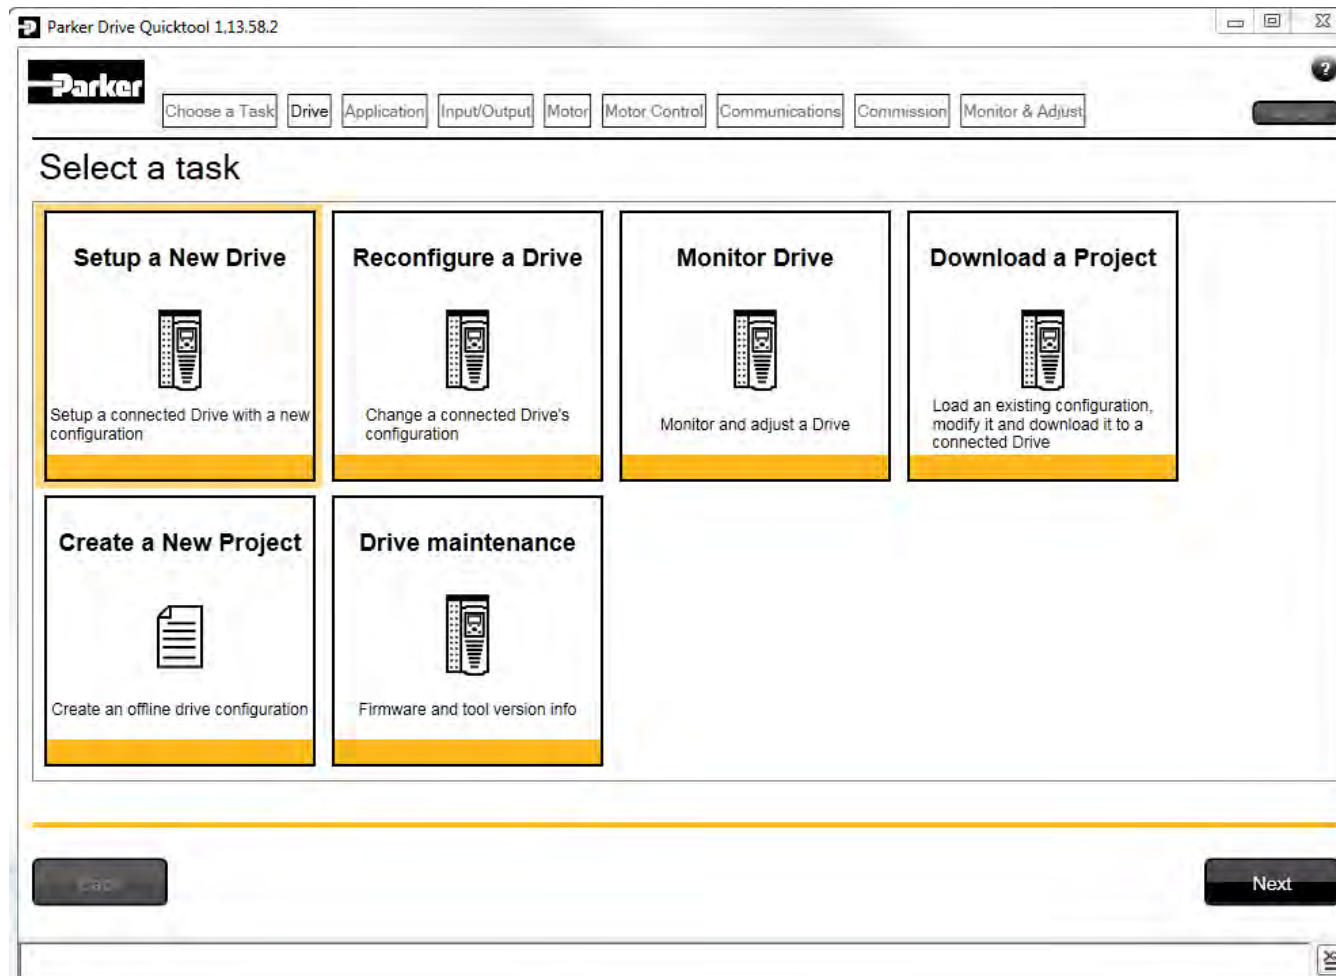 Parker Drive Quicktool 1.13.58.2
Parker
?
Choose a Task Drive Application Input/Output Motor Motor Control Communications Commission Monitor & Adjust
Select a task
Setup a New Drive
Setup a connected Drive with a new
configuration
Reconfigure a Drive
Change a connected Drive's
configuration
Monitor Drive
Monitor and adjust a Drive
Download a Project
Load an existing configuration,
modify it and download it to a
connected Drive
Create a New Project
Create an offline drive configuration
Drive maintenance
Firmware and tool version info
Back
Next